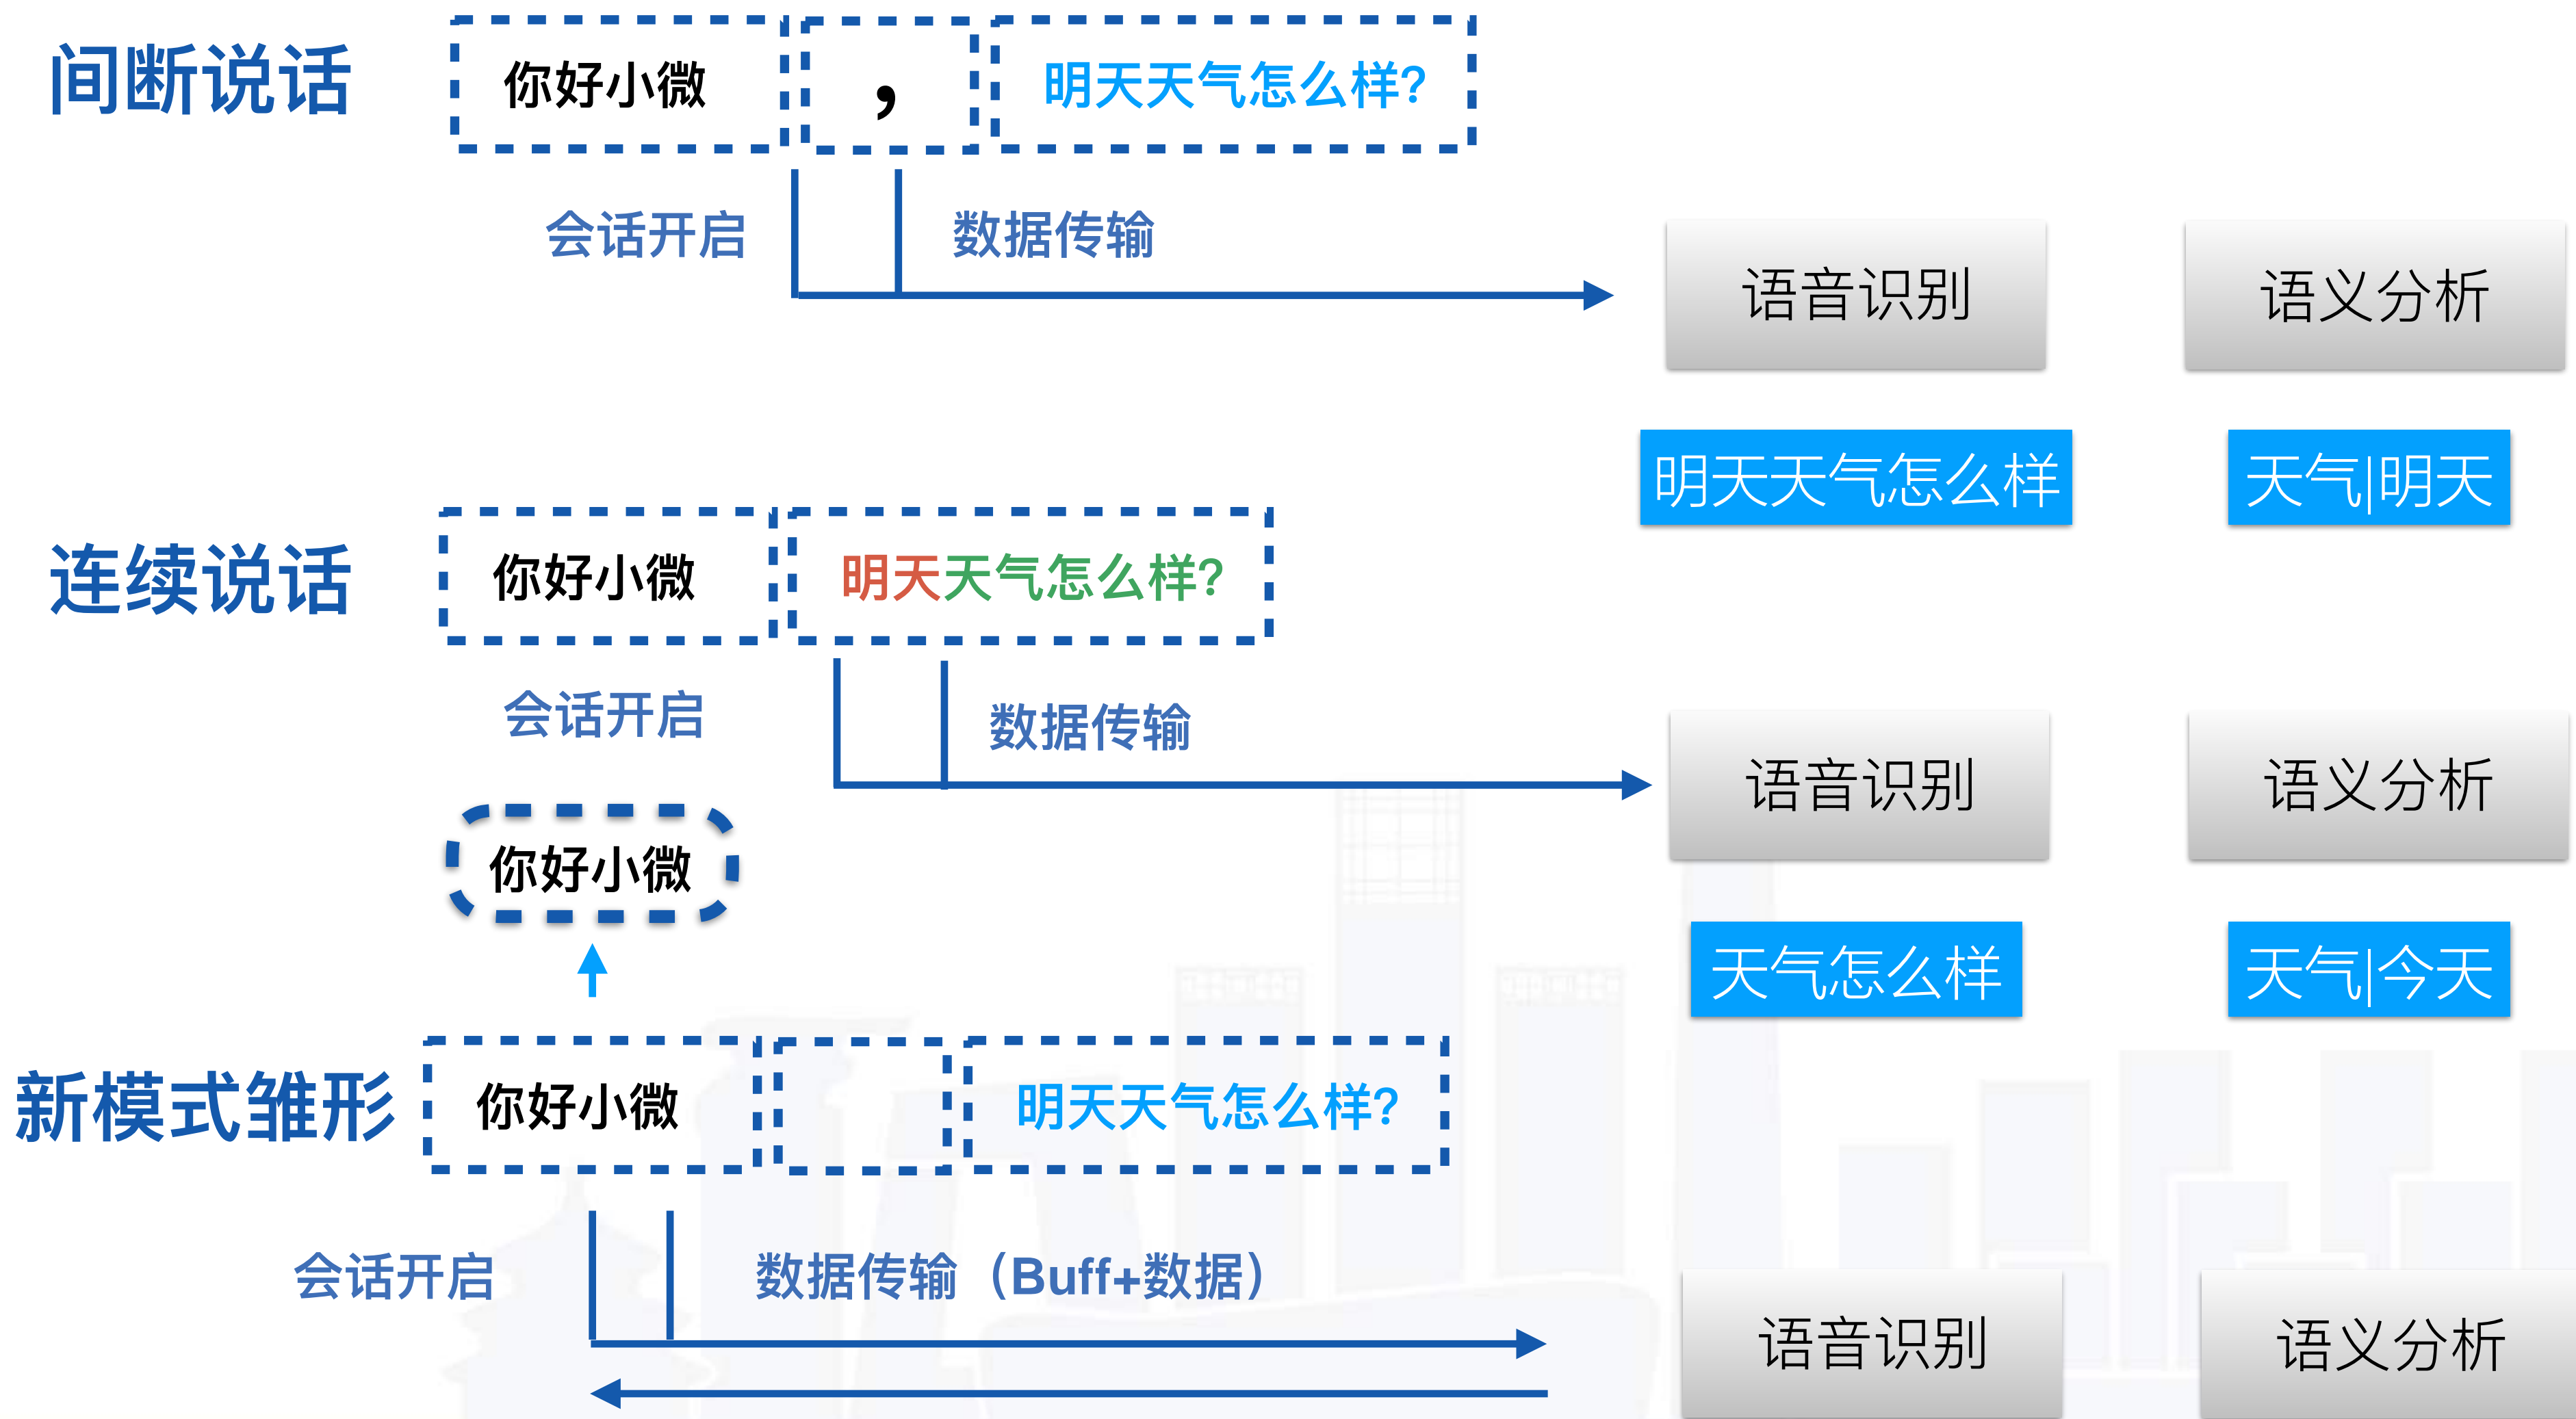 间断说话
你好小微
，
明天天气怎么样?
会话开启
数据传输
语音识别
语义分析
明天天气怎么样
天气|明天
连续说话
你好小微
明天天气怎么样?
会话开启
数据传输
语音识别
语义分析
你好小微
天气怎么样
天气|今天
新模式雏形
你好小微
明天天气怎么样?
会话开启
数据传输（Buff+数据）
语音识别
语义分析